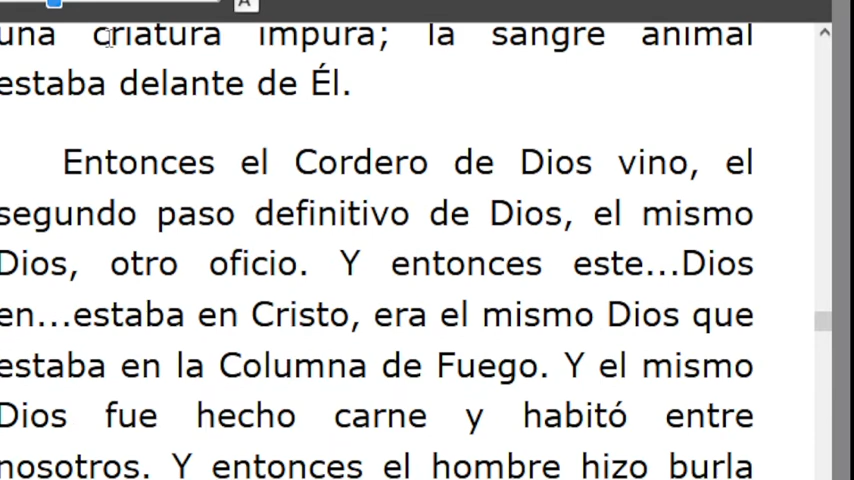 una criatura impura; la sangre animal
estaba delante de Él.
Entonces el Cordero de Dios vino, el
segundo paso definitivo de Dios, el mismo
Dios, otro oficio. Y entonces este...Dios
en...estaba en Cristo, era el mismo Dios que
estaba en la Columna de Fuego. Y el mismo
Dios fue hecho carne y habitó entre
nosotros. Y entonces el hombre hizo burla